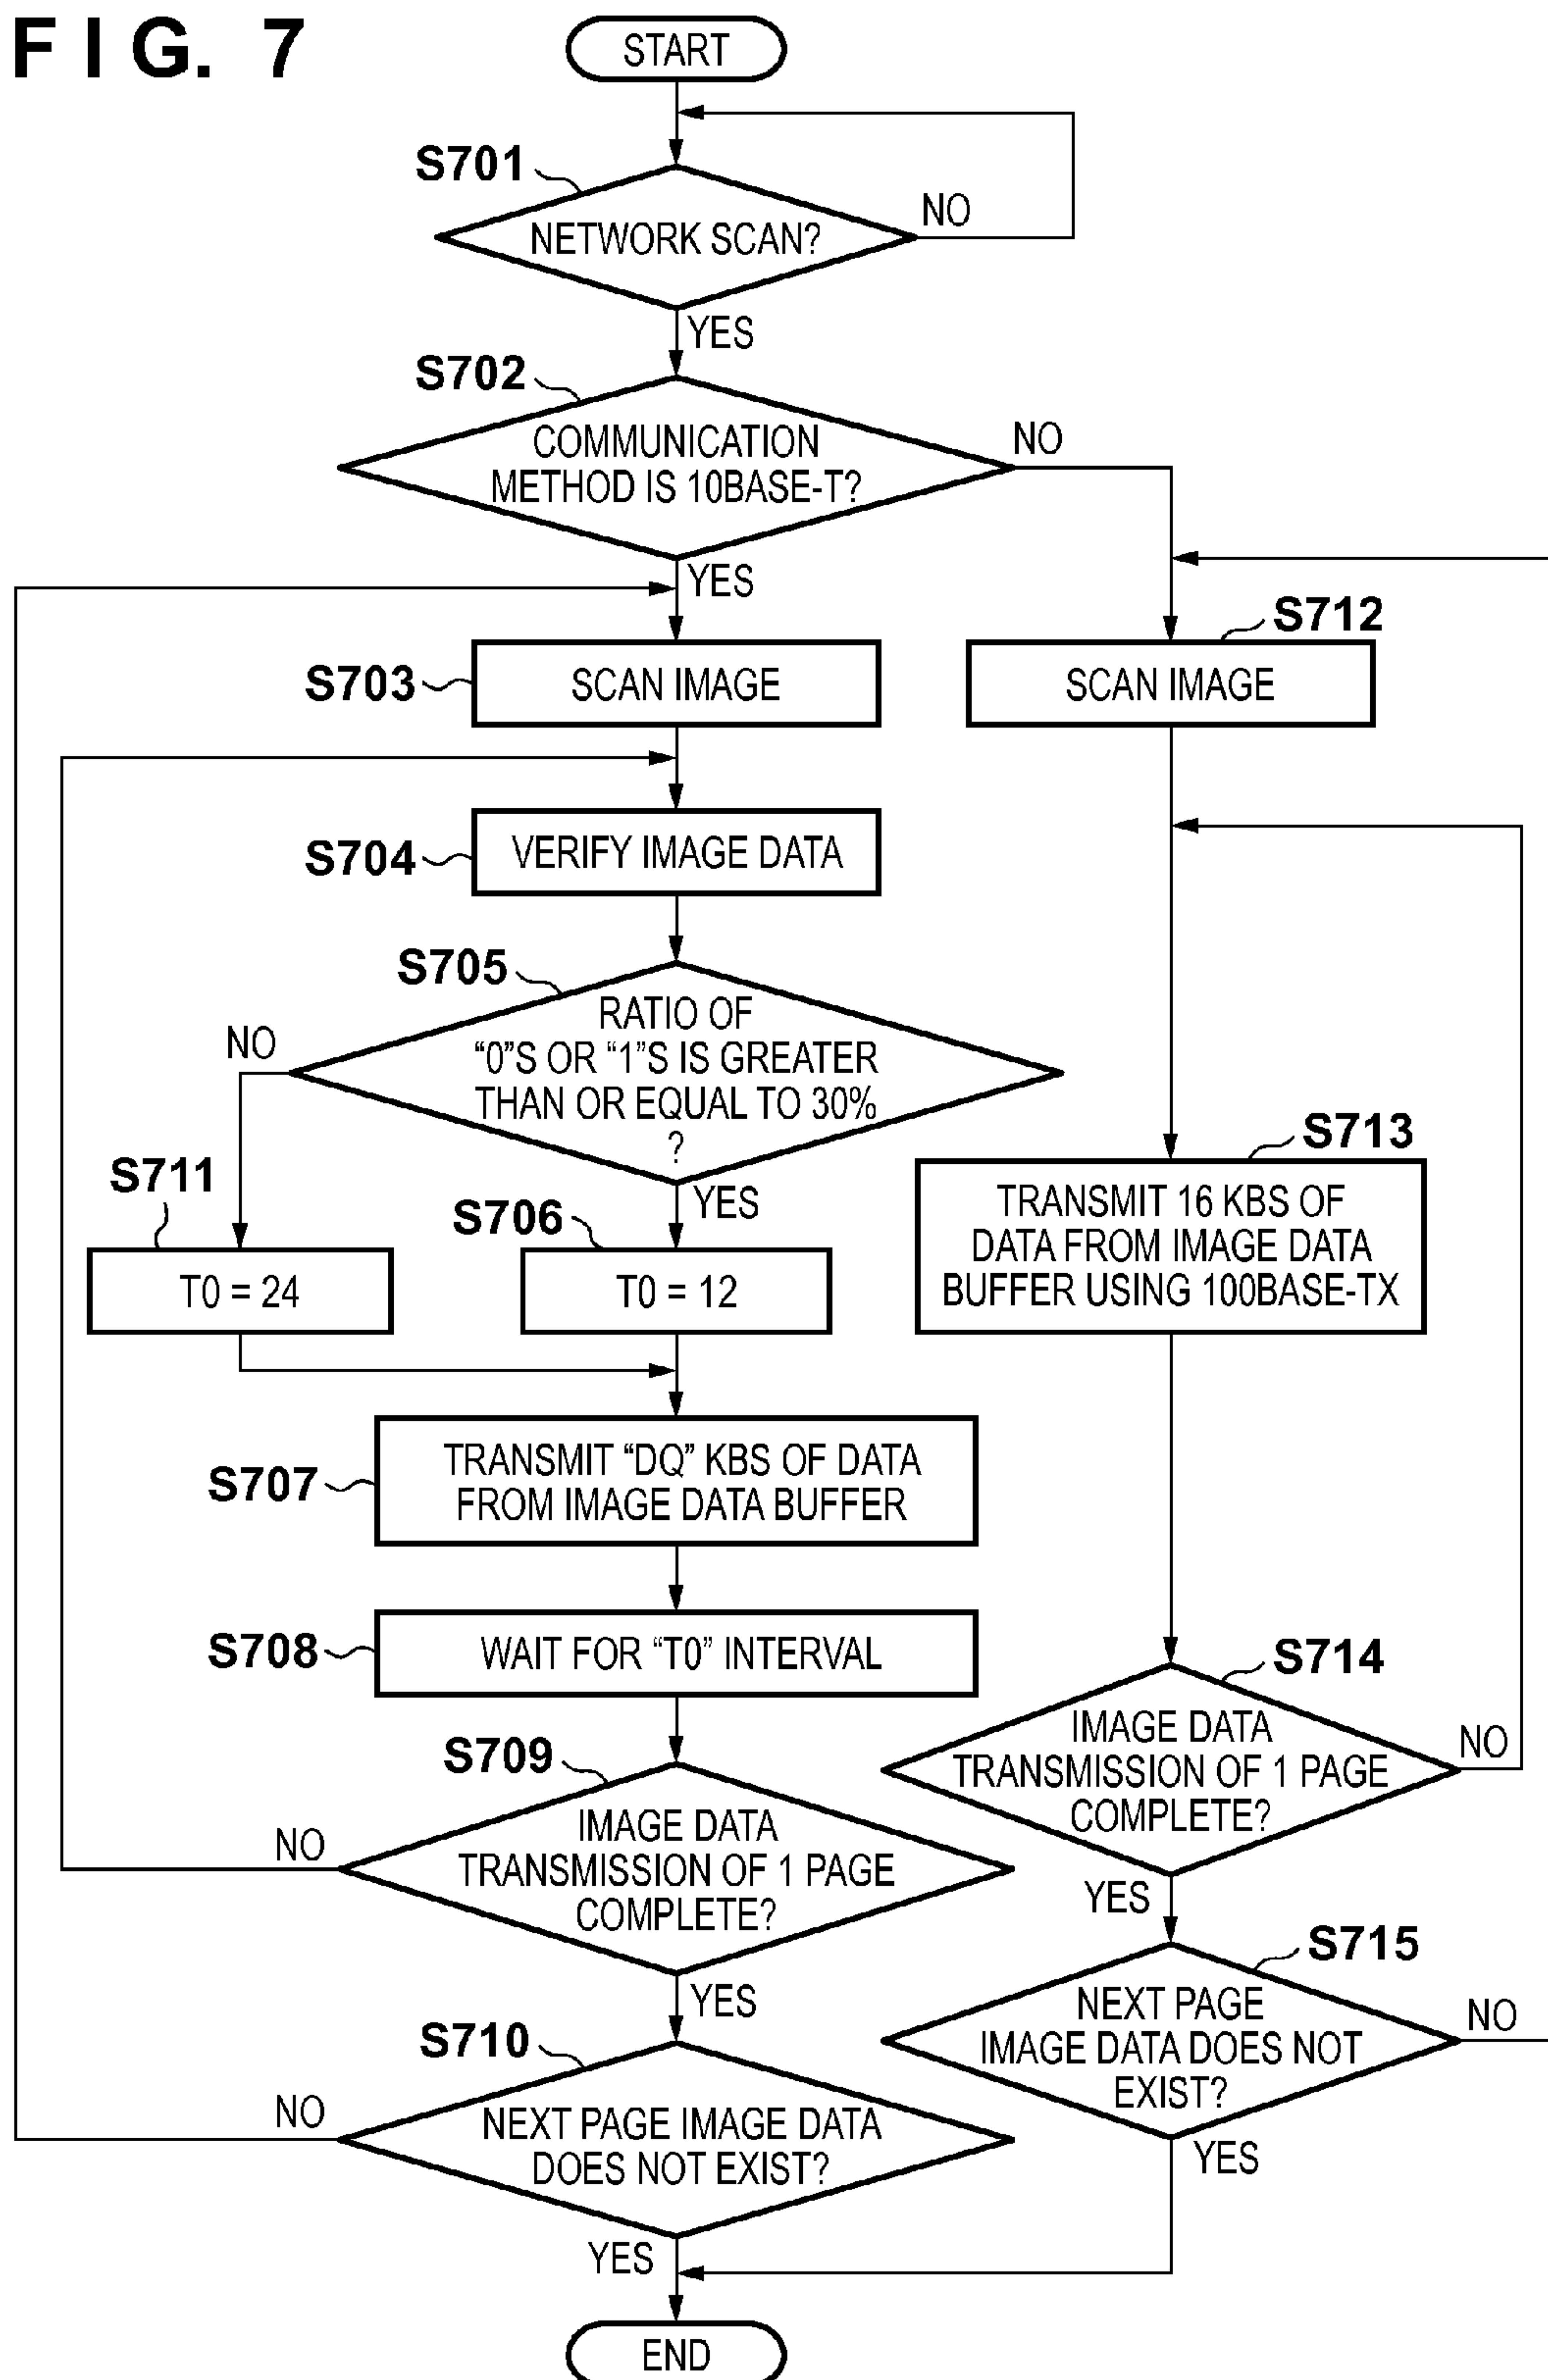 FIG. 7
START
S701
NETWORK SCAN?
NO
YES
S702
COMMUNICATION
METHOD IS 10BASE-T?
NO
YES
S703
SCAN IMAGE
S712
SCAN IMAGE
S704
VERIFY IMAGE DATA
S705
RATIO OF
“0”S OR “1”S IS GREATER
THAN OR EQUAL TO 30%
?
NO
YES
S711
T0 = 24
S706
T0 = 12
S713
TRANSMIT 16 KBS OF
DATA FROM IMAGE DATA
BUFFER USING 100BASE-TX
S707
TRANSMIT “DQ” KBS OF DATA
FROM IMAGE DATA BUFFER
S708
WAIT FOR “T0” INTERVAL
S709
IMAGE DATA
TRANSMISSION OF 1 PAGE
COMPLETE?
NO
YES
S714
IMAGE DATA
TRANSMISSION OF 1 PAGE
COMPLETE?
NO
YES
S710
NEXT PAGE IMAGE DATA
DOES NOT EXIST?
NO
YES
S715
NEXT PAGE
IMAGE DATA DOES NOT
EXIST?
NO
YES
END